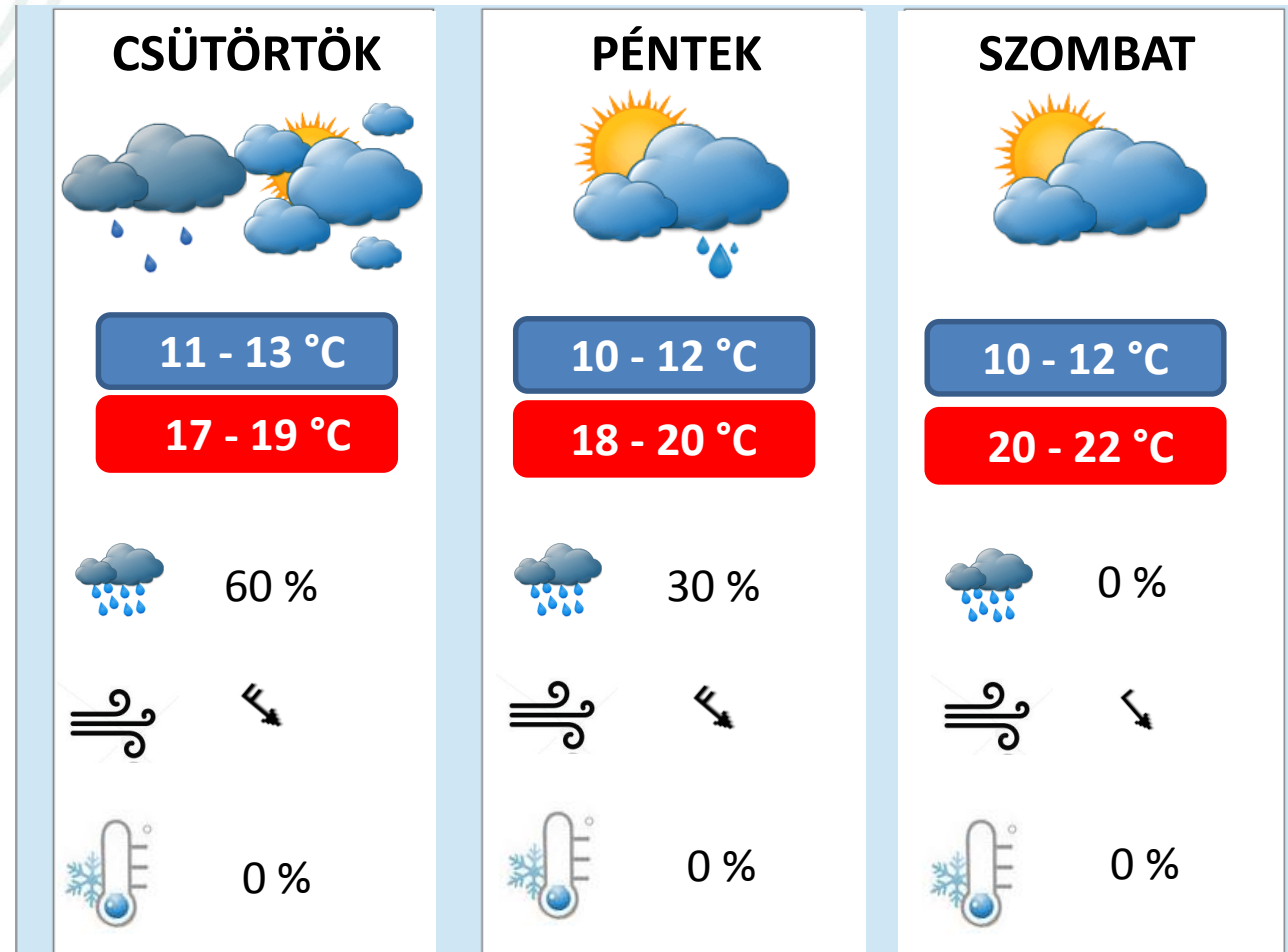 CSÜTÖRTÖK
11 - 13 °C
17 - 19 °C
60 %
0 %
PÉNTEK
10 - 12 °C
18 - 20 °C
30 %
0 %
SZOMBAT
10 - 12 °C
20 - 22 °C
0 %
0 %